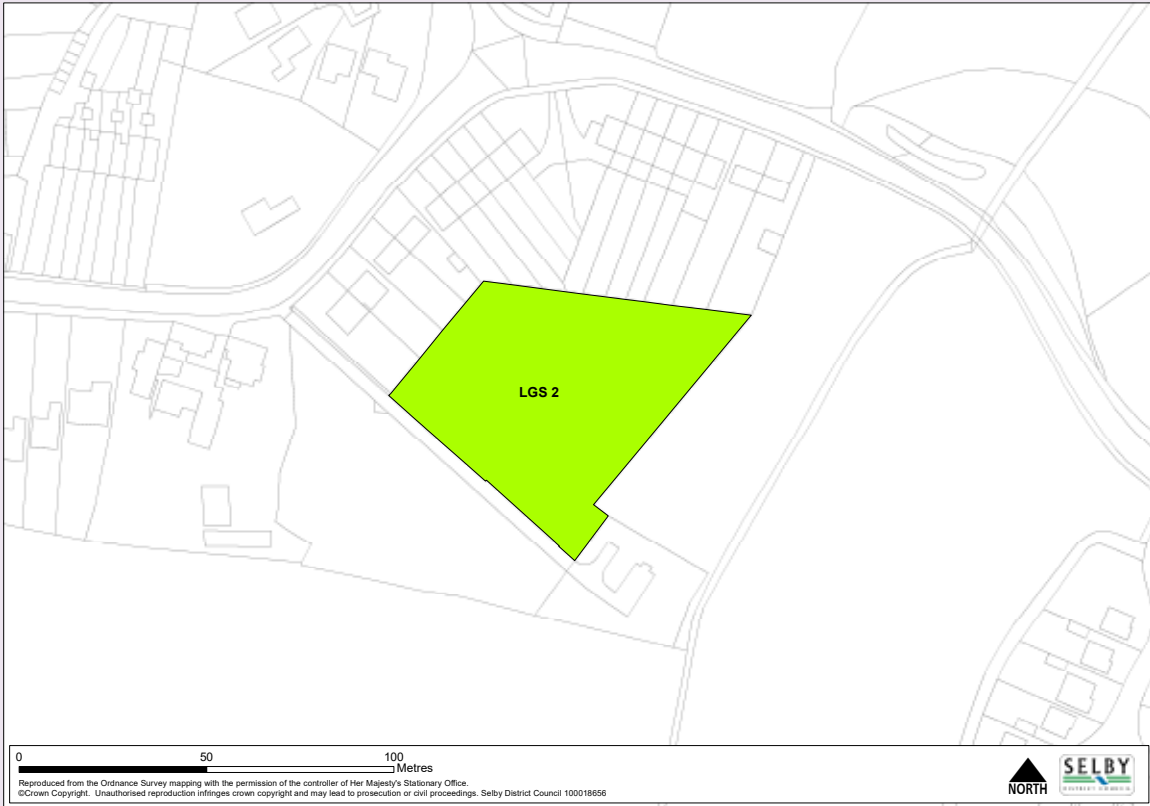 LGS 2
0 50 100
Metres
Reproduced from the Ordnance Survey mapping with the permission of the controller of Her Majesty's Stationary Office.
©Crown Copyright. Unauthorised reproduction infringes crown copyright and may lead to prosecution or civil proceedings. Selby District Council 100018656
NORTH
SELBY
DISTRICT COUNCIL